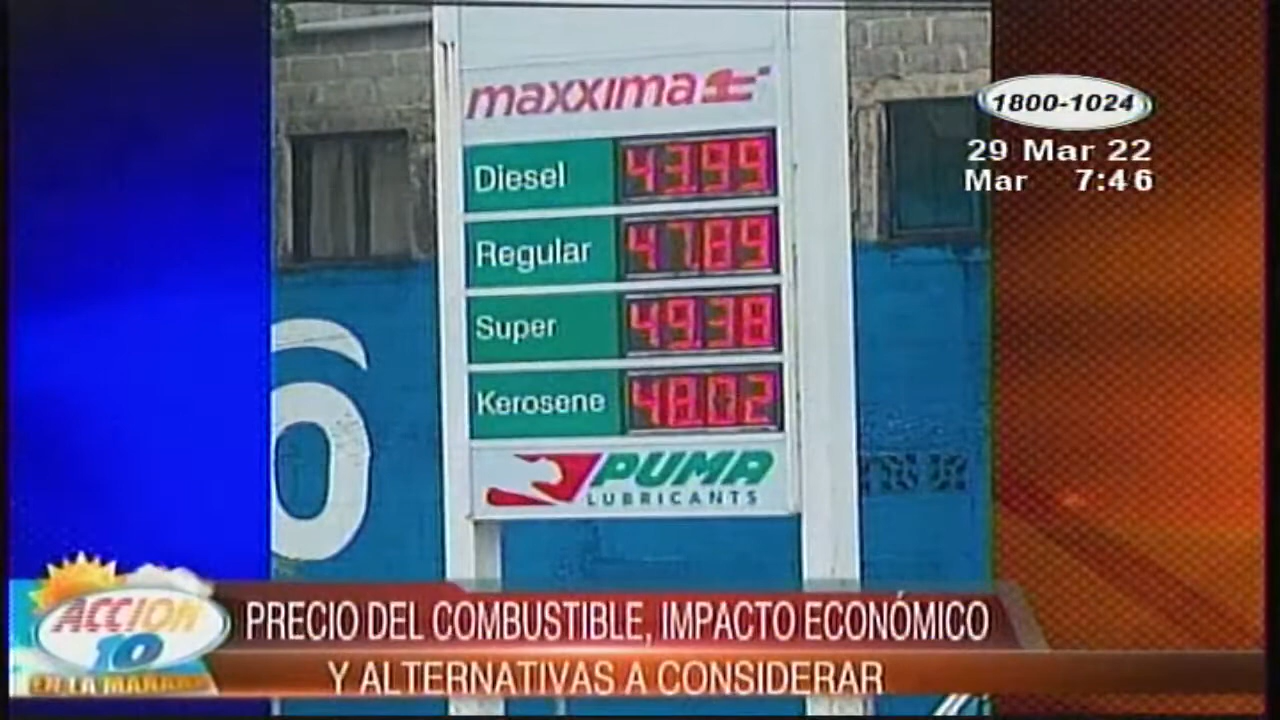 maxxima
1800-1024
29 Mar 22
Mar 7:46
Diesel 43.99
Regular 47.89
Super 49.38
Kerosene 48.02
PUMA
LUBRICANTS
6
ACCION
10
EN LA MAÑANA
PRECIO DEL COMBUSTIBLE, IMPACTO ECONÓMICO
Y ALTERNATIVAS A CONSIDERAR